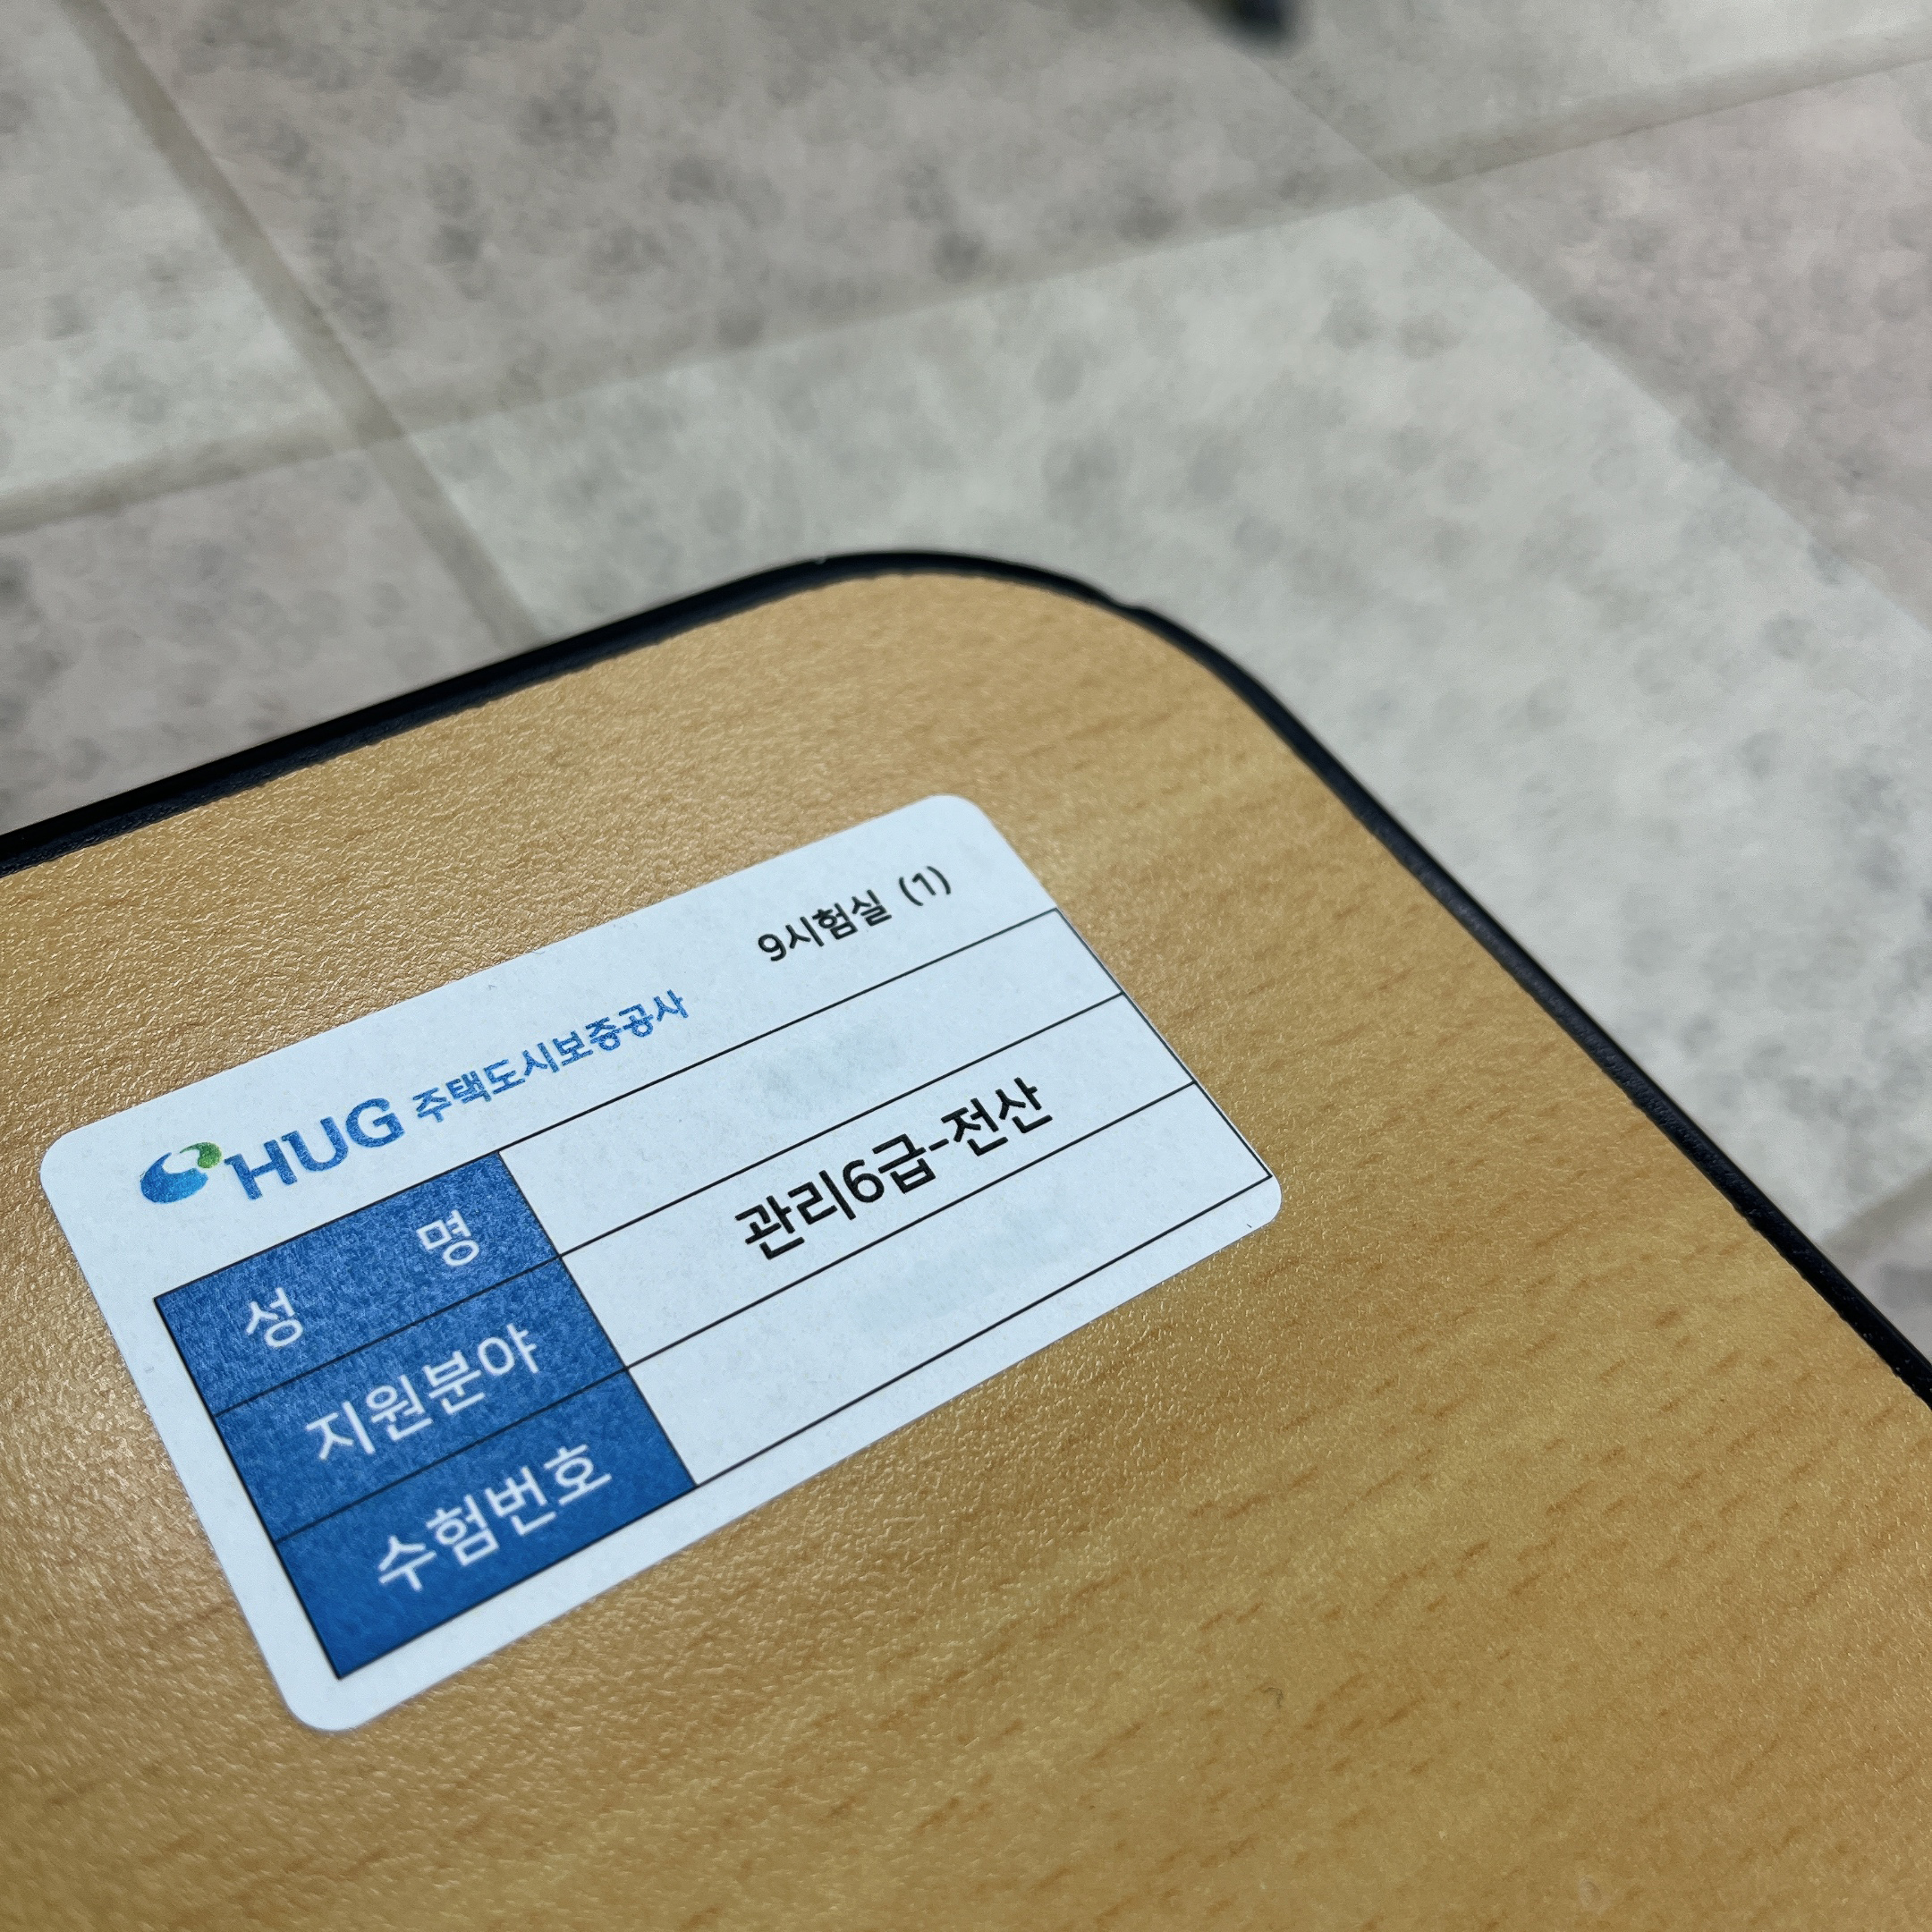 9시험실 (1)
HUG 주택도시보증공사
성 명
지원분야 관리6급-전산
수험번호